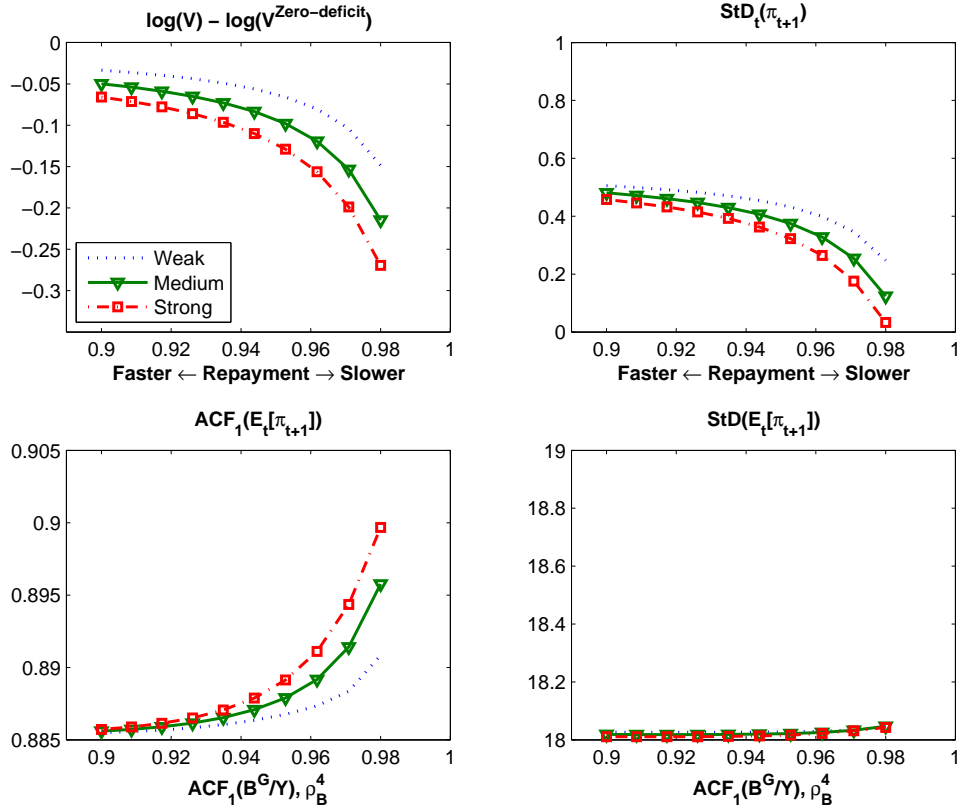 log(V) − log(V^Zero−deficit)
0
−0.05
−0.1
−0.15
−0.2
−0.25
−0.3
Weak
Medium
Strong
0.9 0.92 0.94 0.96 0.98 1
Faster ← Repayment → Slower
StD_t(π_{t+1})
1
0.8
0.6
0.4
0.2
0
0.9 0.92 0.94 0.96 0.98 1
Faster ← Repayment → Slower
ACF_1(E_t[π_{t+1}])
0.905
0.9
0.895
0.89
0.885
0.9 0.92 0.94 0.96 0.98 1
ACF_1(B^G/Y), ρ_B^4
StD(E_t[π_{t+1}])
19
18.8
18.6
18.4
18.2
18
0.9 0.92 0.94 0.96 0.98 1
ACF_1(B^G/Y), ρ_B^4